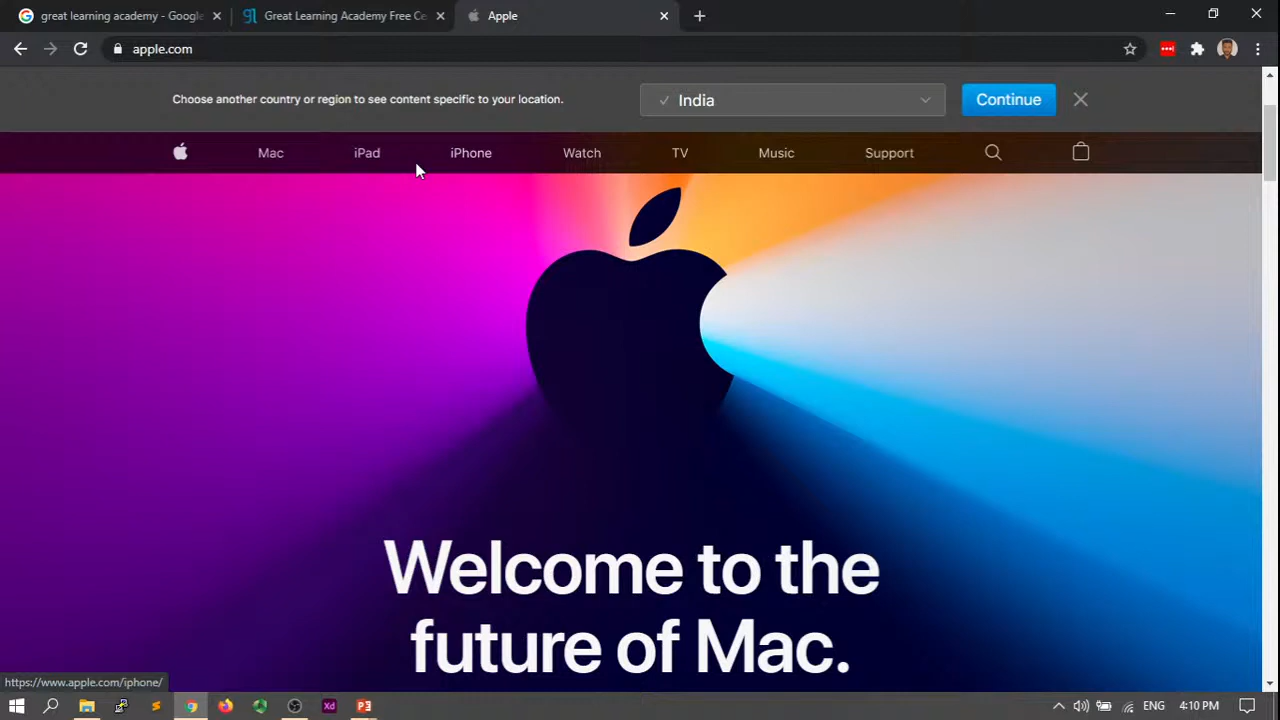 great learning academy - Google
Great Learning Academy Free Ce
Apple
apple.com
Choose another country or region to see content specific to your location.
India
Continue
Mac
iPad
iPhone
Watch
TV
Music
Support
Welcome to the
future of Mac.
https://www.apple.com/iphone/
Xd
ENG
4:10 PM